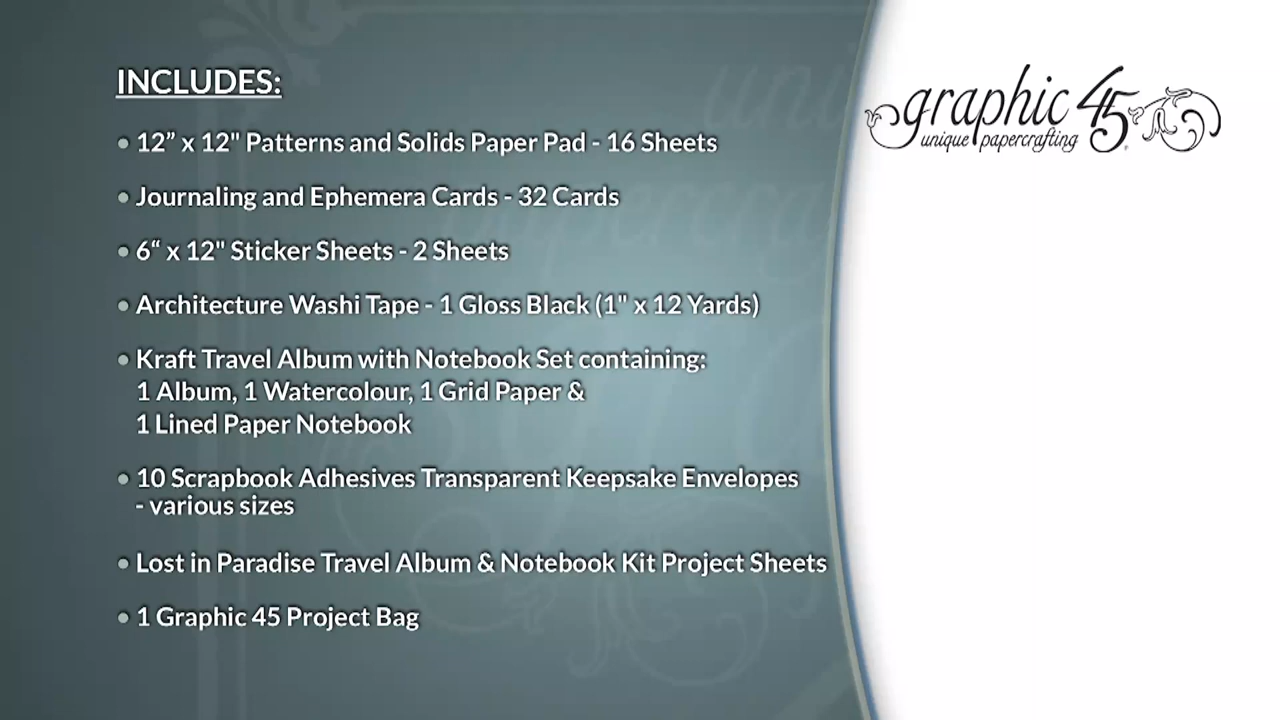 INCLUDES:
• 12” x 12" Patterns and Solids Paper Pad - 16 Sheets
• Journaling and Ephemera Cards - 32 Cards
• 6“ x 12" Sticker Sheets - 2 Sheets
• Architecture Washi Tape - 1 Gloss Black (1" x 12 Yards)
• Kraft Travel Album with Notebook Set containing:
1 Album, 1 Watercolour, 1 Grid Paper &
1 Lined Paper Notebook
• 10 Scrapbook Adhesives Transparent Keepsake Envelopes
- various sizes
• Lost in Paradise Travel Album & Notebook Kit Project Sheets
• 1 Graphic 45 Project Bag
graphic 45®
unique papercrafting